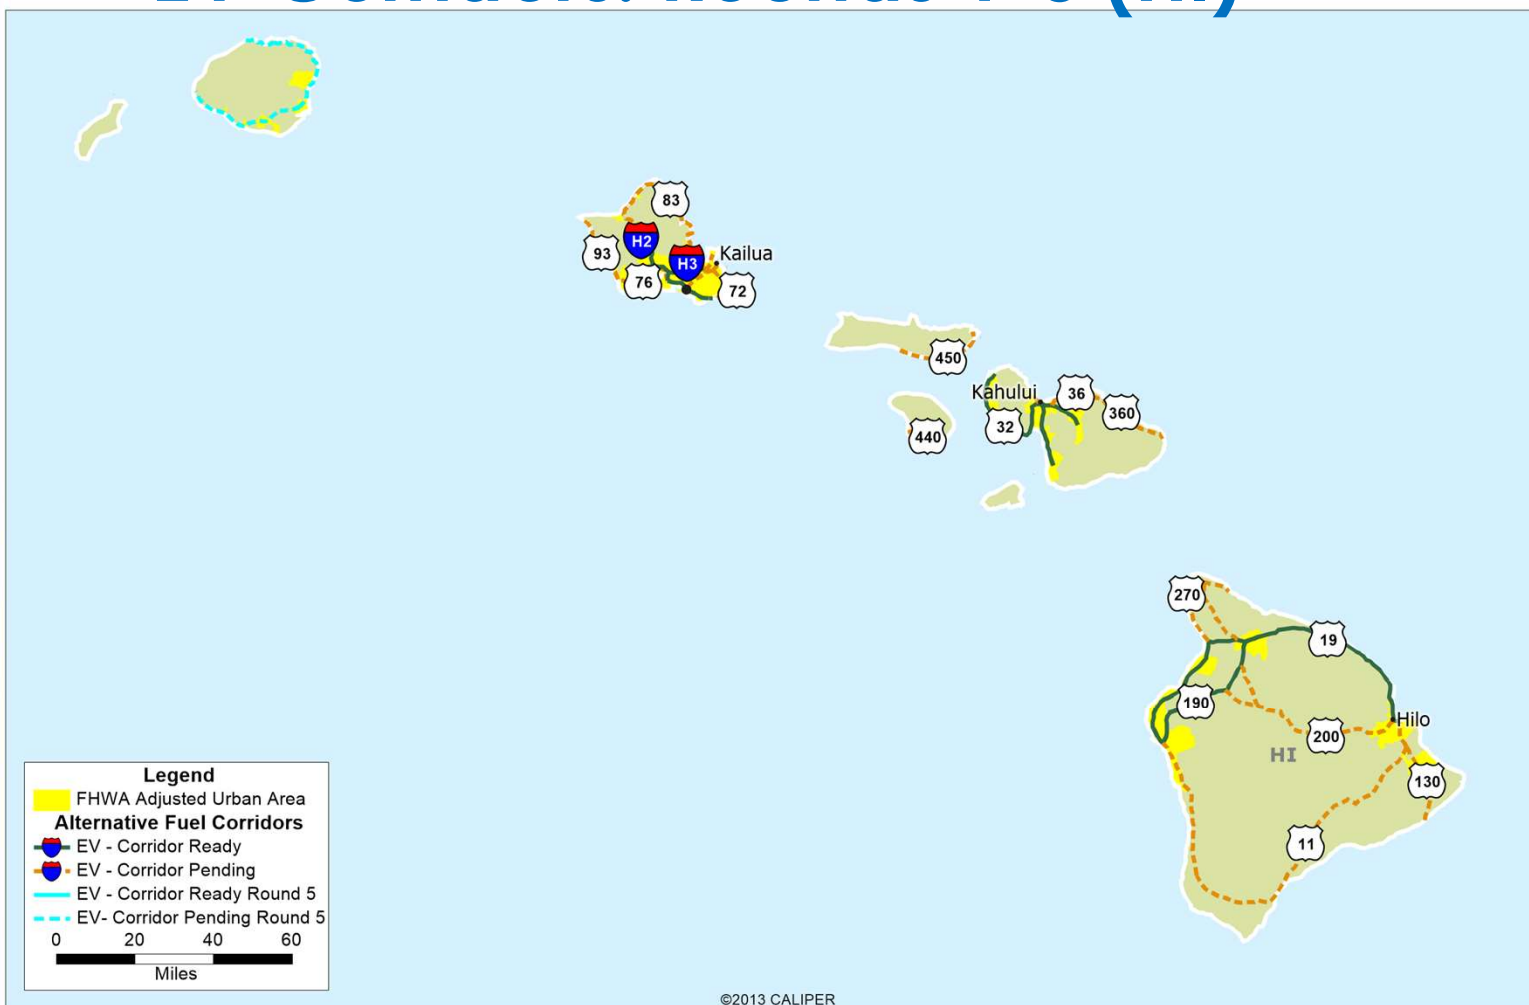 83
H2
93
H3
Kailua
76
72
450
Kahului
36
360
32
440
270
19
190
Hilo
200
HI
130
11
Legend
FHWA Adjusted Urban Area
Alternative Fuel Corridors
EV - Corridor Ready
EV - Corridor Pending
EV - Corridor Ready Round 5
EV- Corridor Pending Round 5
0 20 40 60
Miles
©2013 CALIPER